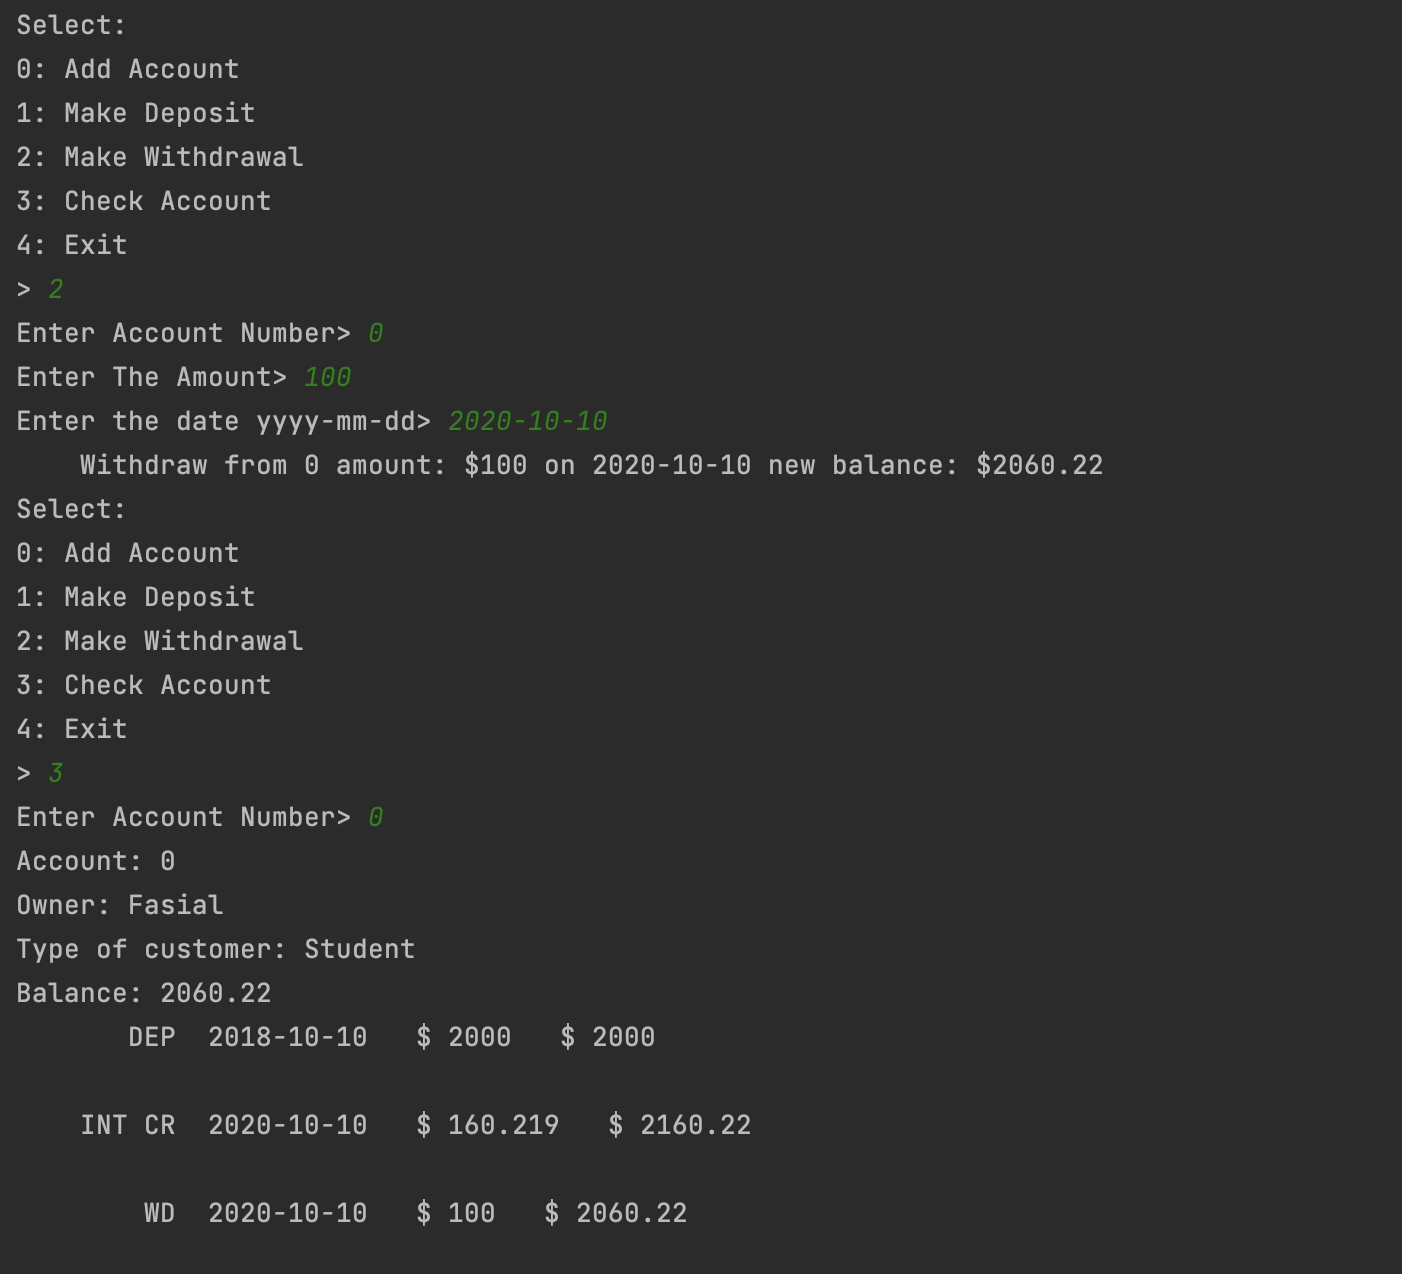 Select:
0: Add Account
1: Make Deposit
2: Make Withdrawal
3: Check Account
4: Exit
> 2
Enter Account Number> 0
Enter The Amount> 100
Enter the date yyyy-mm-dd> 2020-10-10
    Withdraw from 0 amount: $100 on 2020-10-10 new balance: $2060.22
Select:
0: Add Account
1: Make Deposit
2: Make Withdrawal
3: Check Account
4: Exit
> 3
Enter Account Number> 0
Account: 0
Owner: Fasial
Type of customer: Student
Balance: 2060.22
       DEP  2018-10-10   $ 2000   $ 2000
    INT CR  2020-10-10   $ 160.219   $ 2160.22
        WD  2020-10-10   $ 100   $ 2060.22